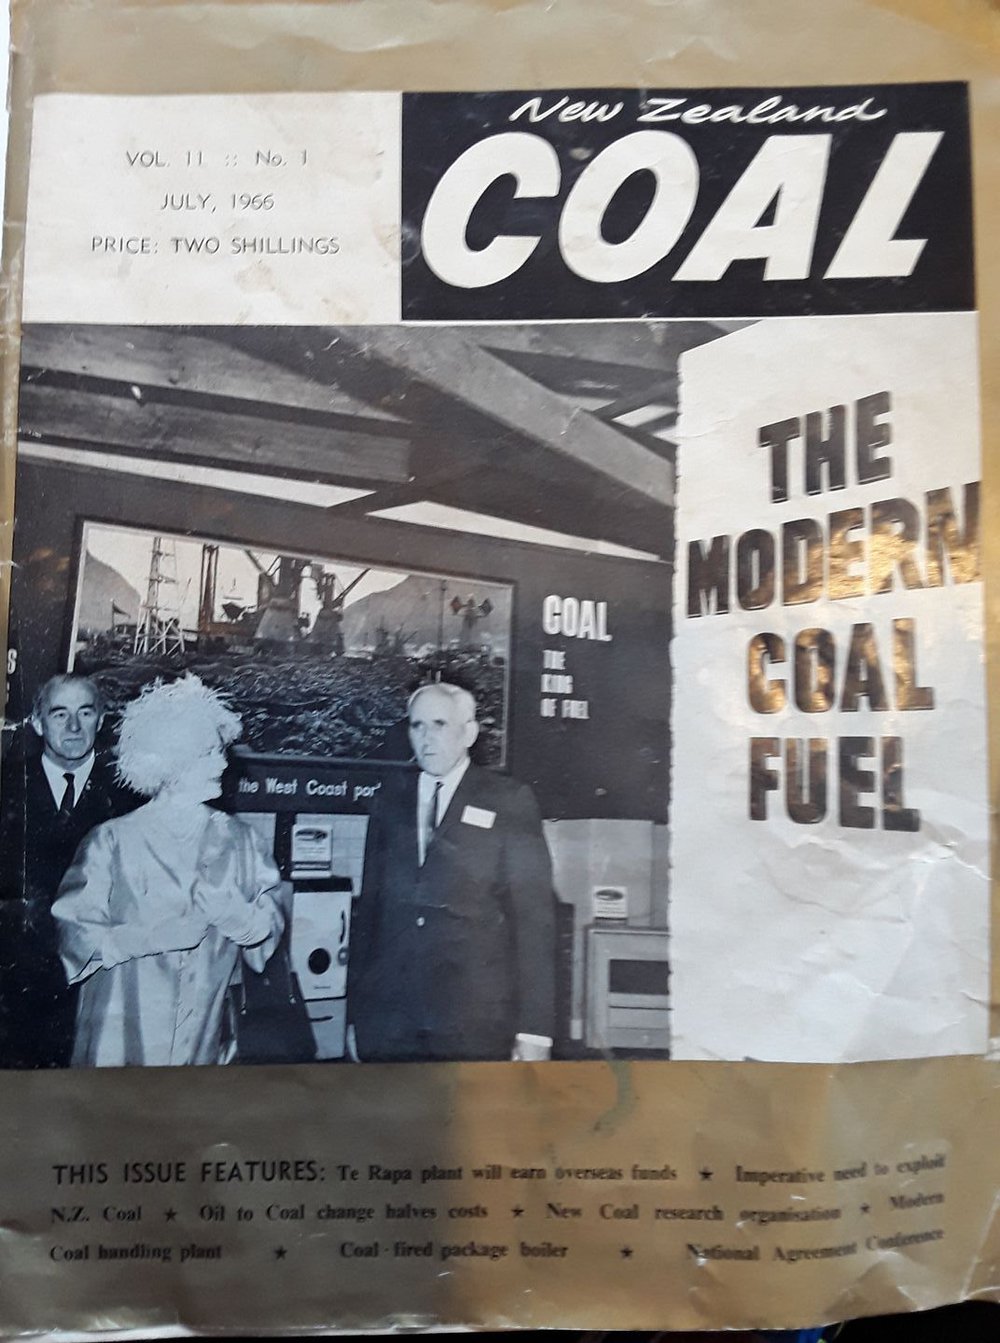 VOL. 11 :: No. 1
JULY, 1966
PRICE: TWO SHILLINGS
New Zealand
COAL
THE
MODERN
COAL
FUEL
COAL
THE
KING
OF FUEL
S
the West Coast por'
THIS ISSUE FEATURES: Te Rapa plant will earn overseas funds ★ Imperative need to exploit
N.Z. Coal ★ Oil to Coal change halves costs ★ New Coal research organisation ★ Modern
Coal handling plant ★ Coal-fired package boiler ★ National Agreement Conference